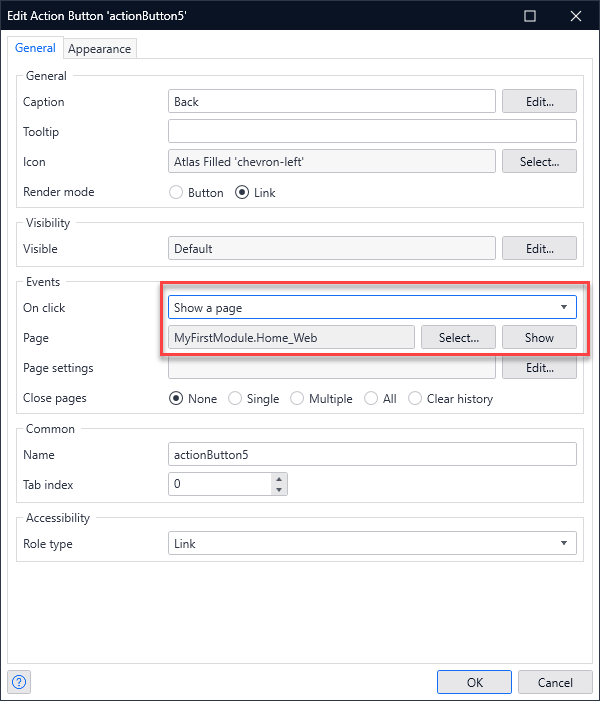 Edit Action Button 'actionButton5'
General Appearance
General
Caption Back Edit...
Tooltip
Icon Atlas Filled 'chevron-left' Select...
Render mode Button Link
Visibility
Visible Default Edit...
Events
On click Show a page
Page MyFirstModule.Home_Web Select... Show
Page settings Edit...
Close pages None Single Multiple All Clear history
Common
Name actionButton5
Tab index 0
Accessibility
Role type Link
? OK Cancel